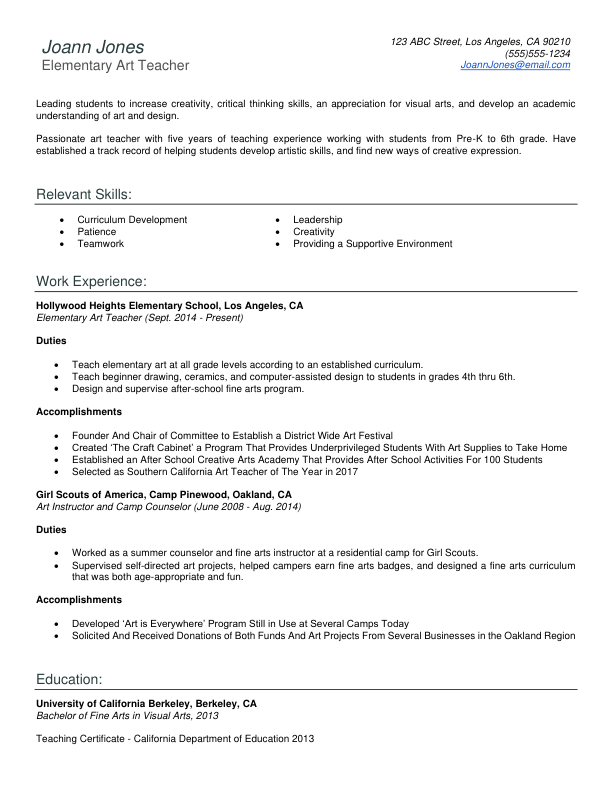 Joann Jones
Elementary Art Teacher
123 ABC Street, Los Angeles, CA 90210
(555)555-1234
JoannJones@email.com
Leading students to increase creativity, critical thinking skills, an appreciation for visual arts, and develop an academic
understanding of art and design.
Passionate art teacher with five years of teaching experience working with students from Pre-K to 6th grade. Have
established a track record of helping students develop artistic skills, and find new ways of creative expression.
Relevant Skills:
• Curriculum Development
• Patience
• Teamwork
• Leadership
• Creativity
• Providing a Supportive Environment
Work Experience:
Hollywood Heights Elementary School, Los Angeles, CA
Elementary Art Teacher (Sept. 2014 - Present)
Duties
• Teach elementary art at all grade levels according to an established curriculum.
• Teach beginner drawing, ceramics, and computer-assisted design to students in grades 4th thru 6th.
• Design and supervise after-school fine arts program.
Accomplishments
• Founder And Chair of Committee to Establish a District Wide Art Festival
• Created ‘The Craft Cabinet’ a Program That Provides Underprivileged Students With Art Supplies to Take Home
• Established an After School Creative Arts Academy That Provides After School Activities For 100 Students
• Selected as Southern California Art Teacher of The Year in 2017
Girl Scouts of America, Camp Pinewood, Oakland, CA
Art Instructor and Camp Counselor (June 2008 - Aug. 2014)
Duties
• Worked as a summer counselor and fine arts instructor at a residential camp for Girl Scouts.
• Supervised self-directed art projects, helped campers earn fine arts badges, and designed a fine arts curriculum
that was both age-appropriate and fun.
Accomplishments
• Developed ‘Art is Everywhere’ Program Still in Use at Several Camps Today
• Solicited And Received Donations of Both Funds And Art Projects From Several Businesses in the Oakland Region
Education:
University of California Berkeley, Berkeley, CA
Bachelor of Fine Arts in Visual Arts, 2013
Teaching Certificate - California Department of Education 2013